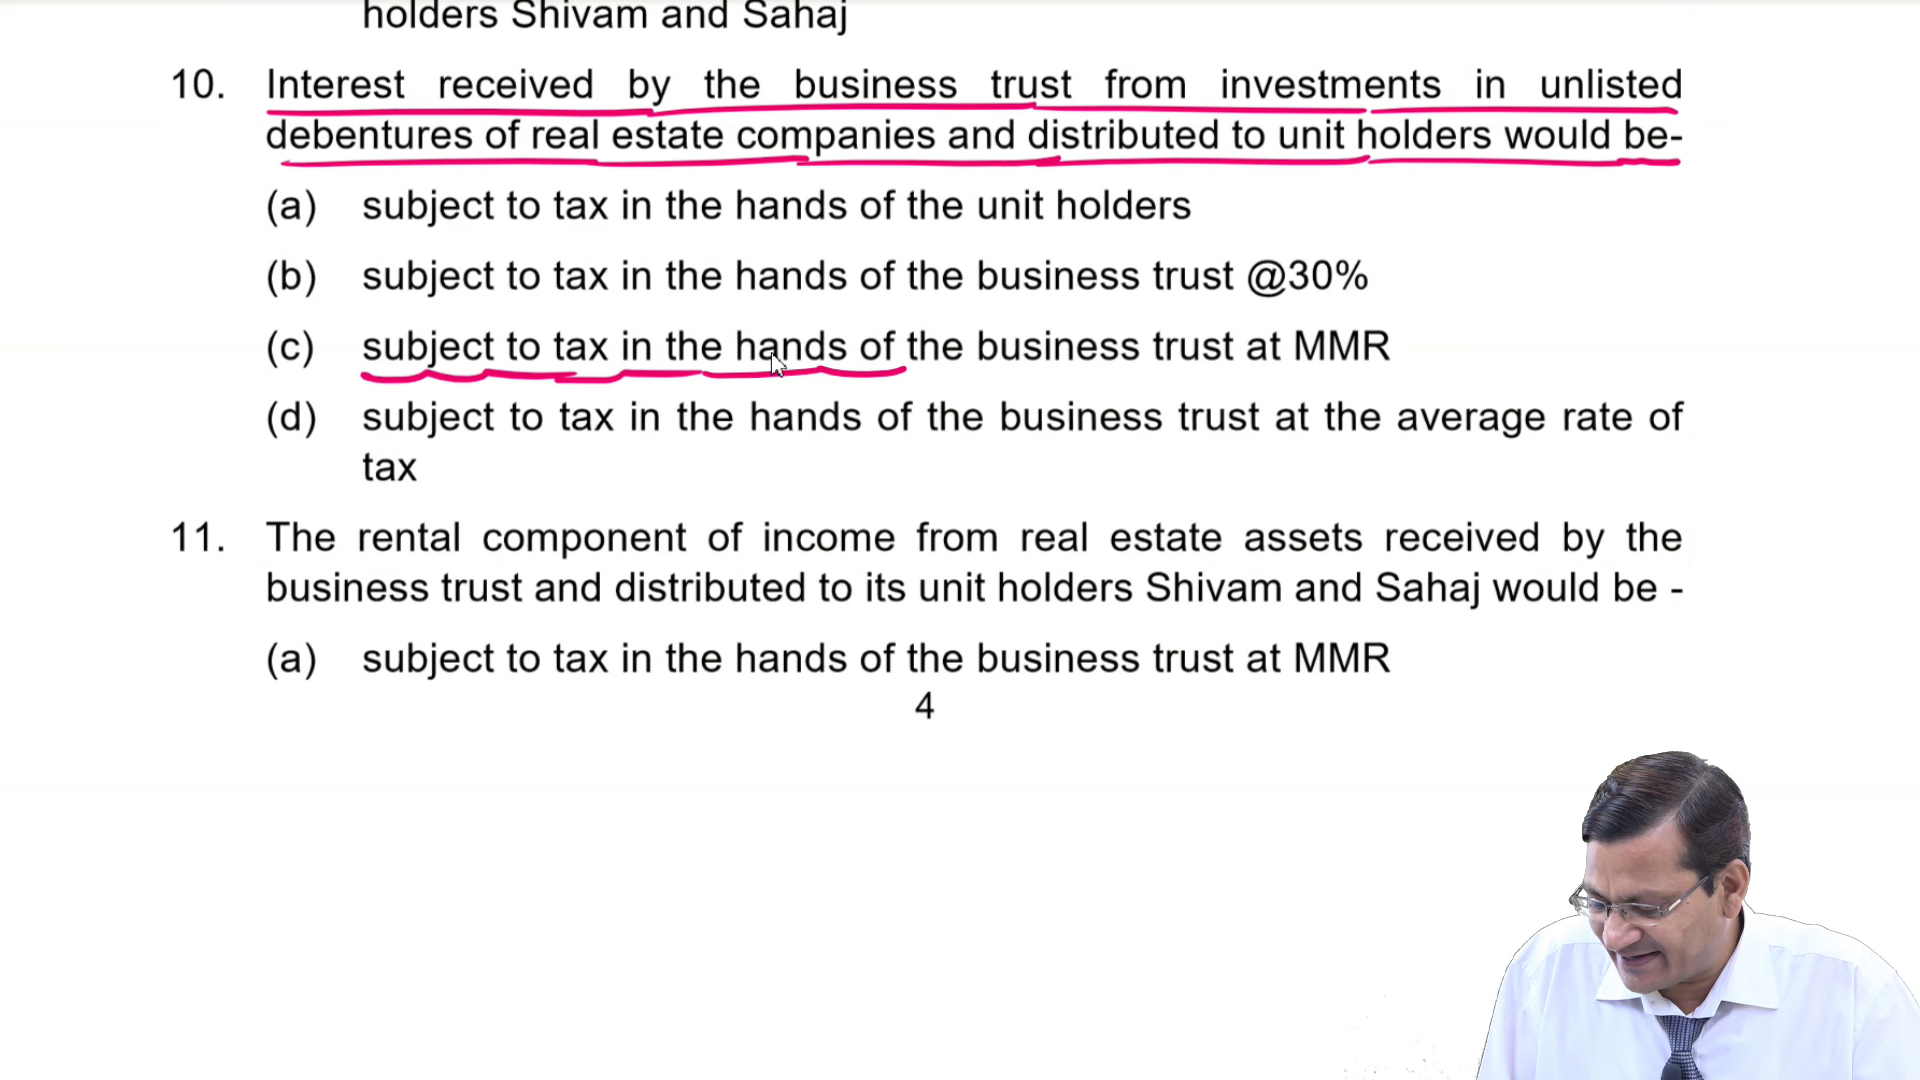 holders Shivam and Sahaj
10. Interest received by the business trust from investments in unlisted
debentures of real estate companies and distributed to unit holders would be-
(a) subject to tax in the hands of the unit holders
(b) subject to tax in the hands of the business trust @30%
(c) subject to tax in the hands of the business trust at MMR
(d) subject to tax in the hands of the business trust at the average rate of
tax
11. The rental component of income from real estate assets received by the
business trust and distributed to its unit holders Shivam and Sahaj would be -
(a) subject to tax in the hands of the business trust at MMR
4